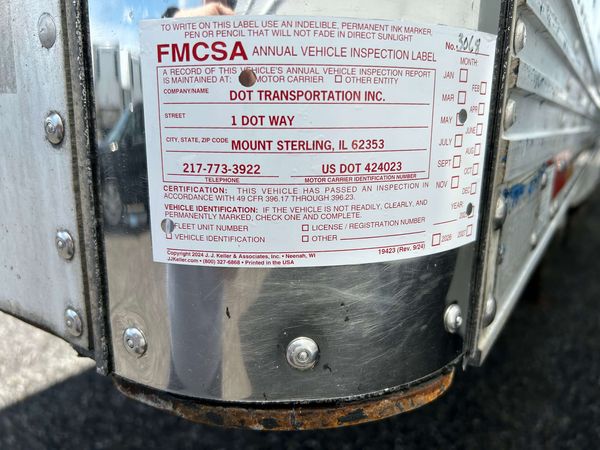 TO WRITE ON THIS LABEL USE AN INDELIBLE, PERMANENT INK MARKER
PEN OR PENCIL THAT WILL NOT FADE IN DIRECT SUNLIGHT
FMCSA ANNUAL VEHICLE INSPECTION LABEL No.
A RECORD OF THIS VEHICLE'S ANNUAL VEHICLE INSPECTION REPORT
IS MAINTAINED AT: MOTOR CARRIER OTHER ENTITY
COMPANY/NAME DOT TRANSPORTATION INC.
STREET 1 DOT WAY
CITY, STATE, ZIP CODE MOUNT STERLING, IL 62353
217-773-3922 US DOT 424023
TELEPHONE MOTOR CARRIER IDENTIFICATION NUMBER
CERTIFICATION: THIS VEHICLE HAS PASSED AN INSPECTION IN
ACCORDANCE WITH 49 CFR 396.17 THROUGH 396.23.
VEHICLE IDENTIFICATION: IF THE VEHICLE IS NOT READILY, CLEARLY, AND
PERMANENTLY MARKED, CHECK ONE AND COMPLETE.
FLEET UNIT NUMBER LICENSE / REGISTRATION NUMBER
VEHICLE IDENTIFICATION OTHER
Copyright 2024 J. J. Keller & Associates, Inc. • Neenah, WI 19423 (Rev. 9/24)
JJKeller.com • (800) 327-6868 • Printed in the USA
MONTH:
JAN FEB
MAR APR
MAY JUNE
JULY AUG
SEPT OCT
NOV DEC
YEAR:
2026 2027